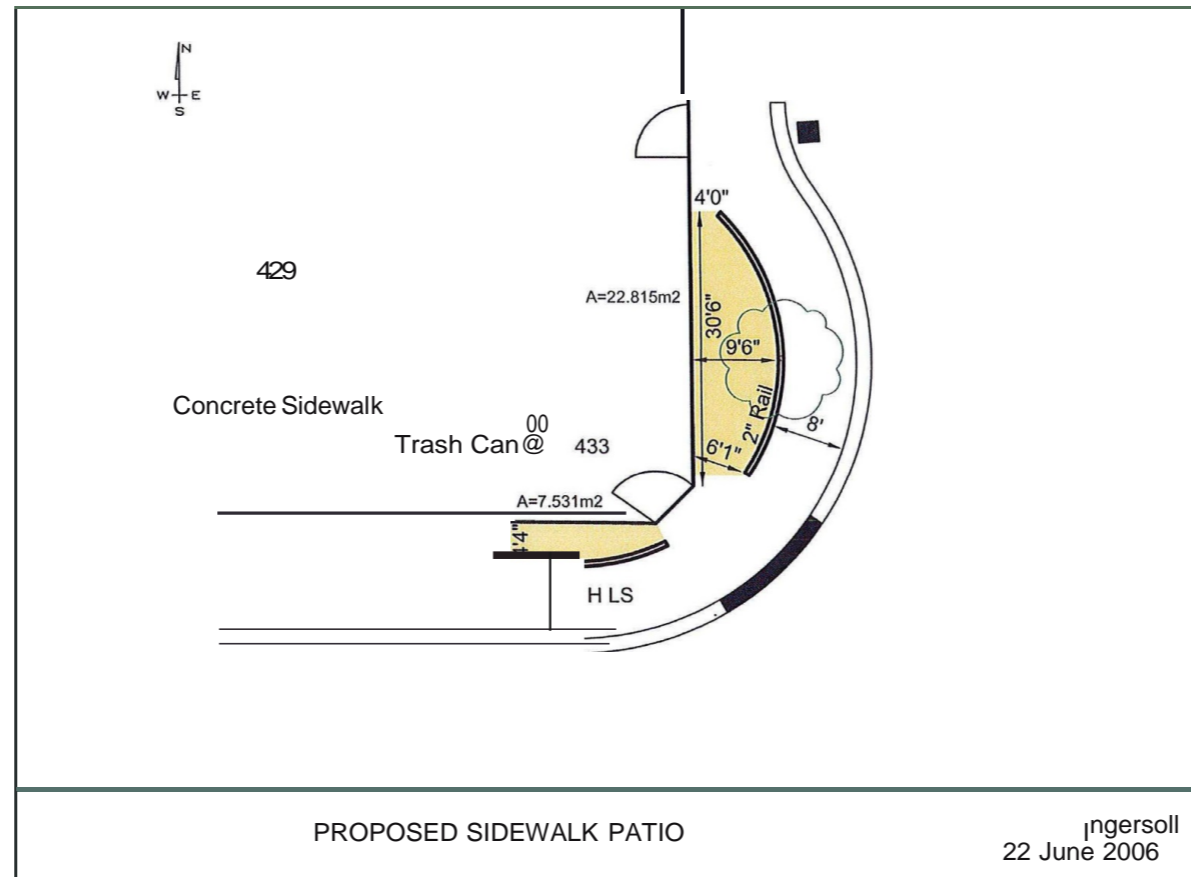 N
W E
S
4'0"
429
A=22.815m2
30'6"
9'6"
Concrete Sidewalk
2" Rail
8'
00
Trash Can @
433
6'1"
A=7.531m2
4'4"
H LS
PROPOSED SIDEWALK PATIO
Ingersoll
22 June 2006